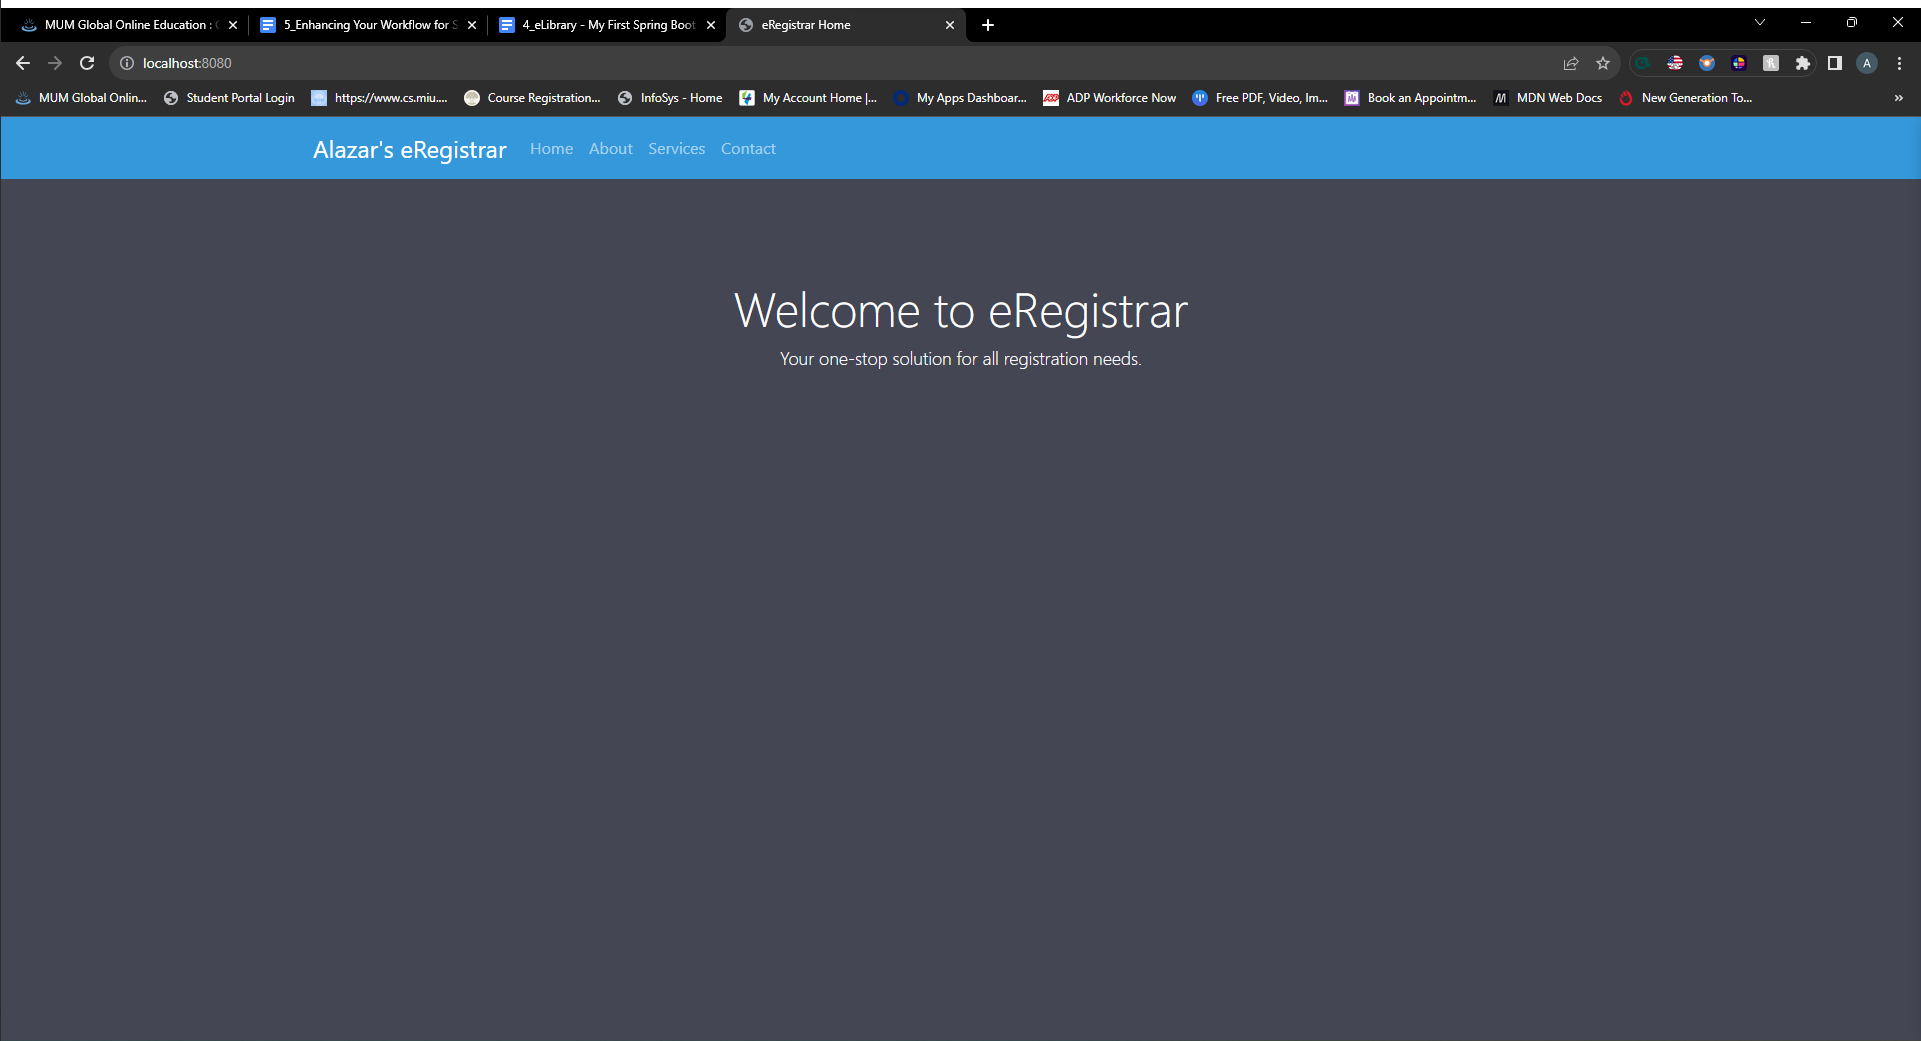 MUM Global Online Education :
5_Enhancing Your Workflow for S
4_eLibrary - My First Spring Boot
eRegistrar Home
localhost:8080
A
MUM Global Onlin...
Student Portal Login
https://www.cs.miu....
Course Registration...
InfoSys - Home
My Account Home |...
My Apps Dashboar...
ADP Workforce Now
Free PDF, Video, Im...
Book an Appointm...
MDN Web Docs
New Generation To...
»
Alazar's eRegistrar
Home
About
Services
Contact
Welcome to eRegistrar
Your one-stop solution for all registration needs.